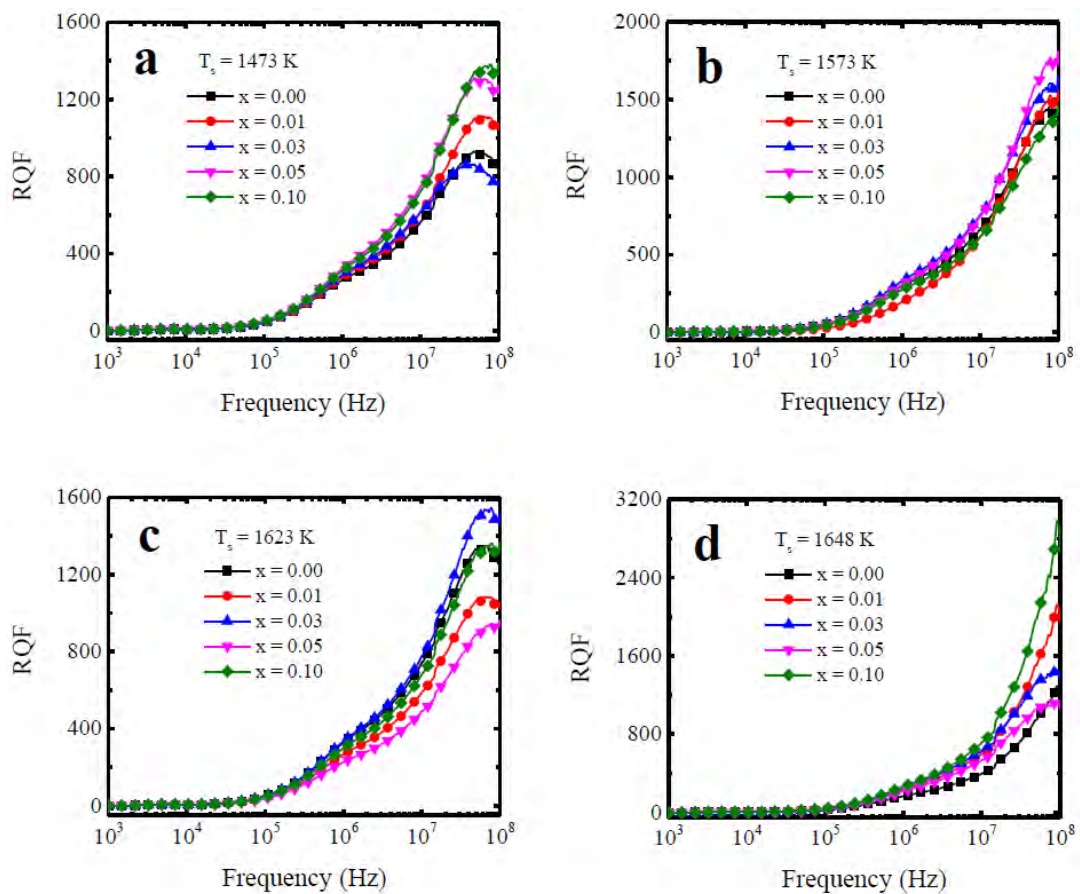 a
T_s = 1473 K
x = 0.00
x = 0.01
x = 0.03
x = 0.05
x = 0.10
1600
1200
800
400
0
RQF
10^3 10^4 10^5 10^6 10^7 10^8
Frequency (Hz)
b
T_s = 1573 K
x = 0.00
x = 0.01
x = 0.03
x = 0.05
x = 0.10
2000
1500
1000
500
0
RQF
10^3 10^4 10^5 10^6 10^7 10^8
Frequency (Hz)
c
T_s = 1623 K
x = 0.00
x = 0.01
x = 0.03
x = 0.05
x = 0.10
1600
1200
800
400
0
RQF
10^3 10^4 10^5 10^6 10^7 10^8
Frequency (Hz)
d
T_s = 1648 K
x = 0.00
x = 0.01
x = 0.03
x = 0.05
x = 0.10
3200
2400
1600
800
0
RQF
10^3 10^4 10^5 10^6 10^7 10^8
Frequency (Hz)